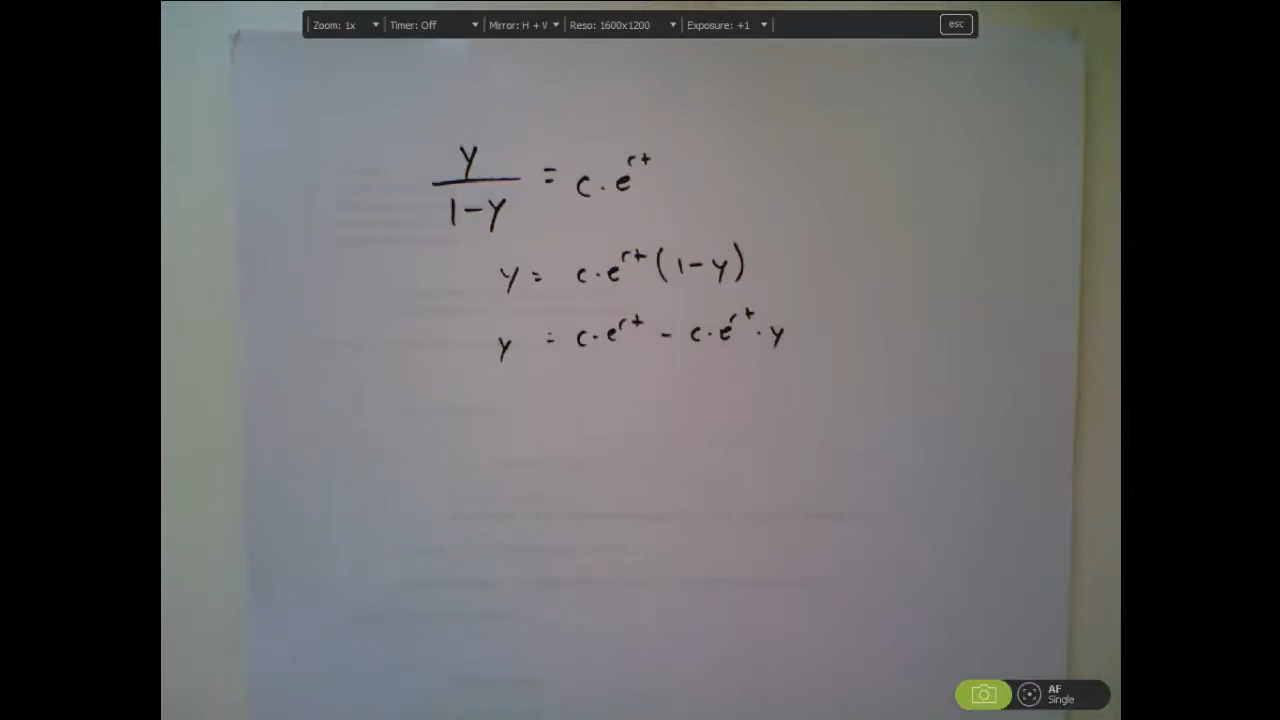 Zoom: 1x Timer: Off Mirror: H + V Reso: 1600x1200 Exposure: +1 esc
y/(1-y) = c · e^{rt}
y = c · e^{rt} (1-y)
y = c · e^{rt} - c · e^{rt} · y
AF
Single